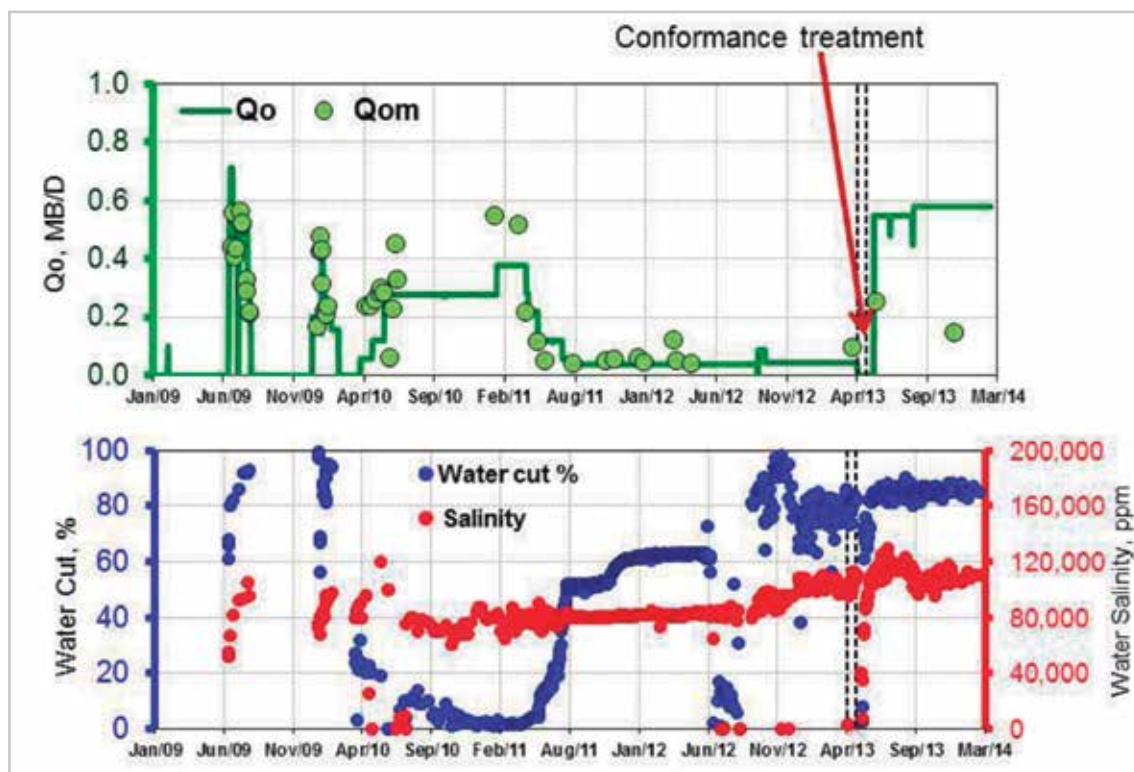 Conformance treatment
1.0
Qo Qom
0.8
0.6
0.4
0.2
0.0
Qo, MB/D
Jan/09 Jun/09 Nov/09 Apr/10 Sep/10 Feb/11 Aug/11 Jan/12 Jun/12 Nov/12 Apr/13 Sep/13 Mar/14
100 200,000
Water cut %
80 160,000
Salinity
60 120,000
40 80,000
20 40,000
0 0
Water Cut, %
Water Salinity, ppm
Jan/09 Jun/09 Nov/09 Apr/10 Sep/10 Feb/11 Aug/11 Jan/12 Jun/12 Nov/12 Apr/13 Sep/13 Mar/14